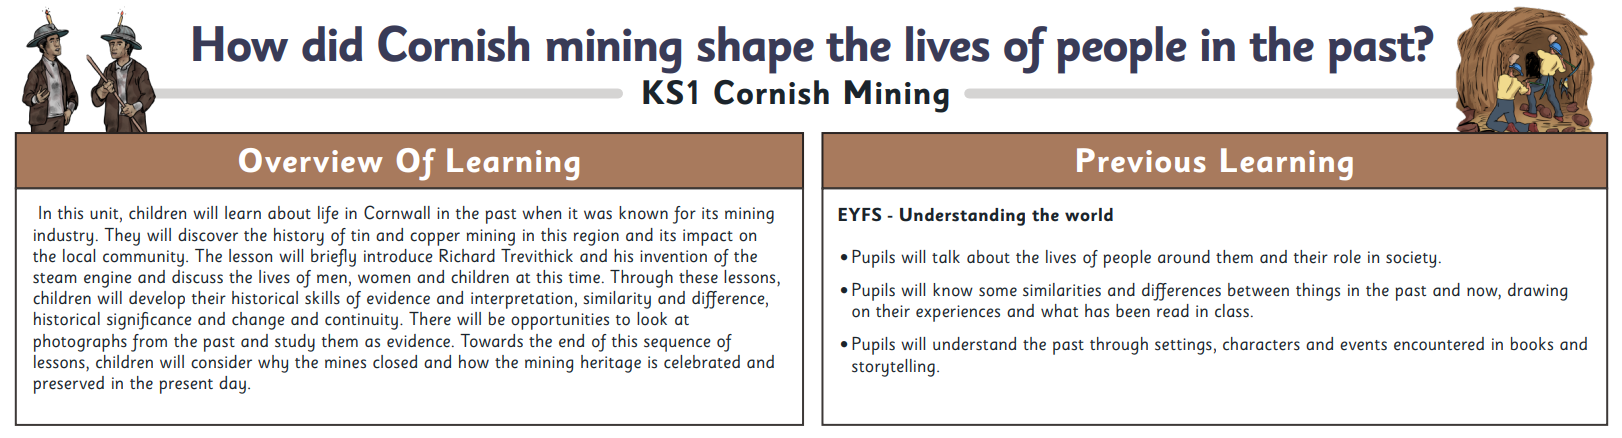 How did Cornish mining shape the lives of people in the past?
KS1 Cornish Mining
Overview Of Learning
In this unit, children will learn about life in Cornwall in the past when it was known for its mining
industry. They will discover the history of tin and copper mining in this region and its impact on
the local community. The lesson will briefly introduce Richard Trevithick and his invention of the
steam engine and discuss the lives of men, women and children at this time. Through these lessons,
children will develop their historical skills of evidence and interpretation, similarity and difference,
historical significance and change and continuity. There will be opportunities to look at
photographs from the past and study them as evidence. Towards the end of this sequence of
lessons, children will consider why the mines closed and how the mining heritage is celebrated and
preserved in the present day.
Previous Learning
EYFS - Understanding the world
• Pupils will talk about the lives of people around them and their role in society.
• Pupils will know some similarities and differences between things in the past and now, drawing
on their experiences and what has been read in class.
• Pupils will understand the past through settings, characters and events encountered in books and
storytelling.